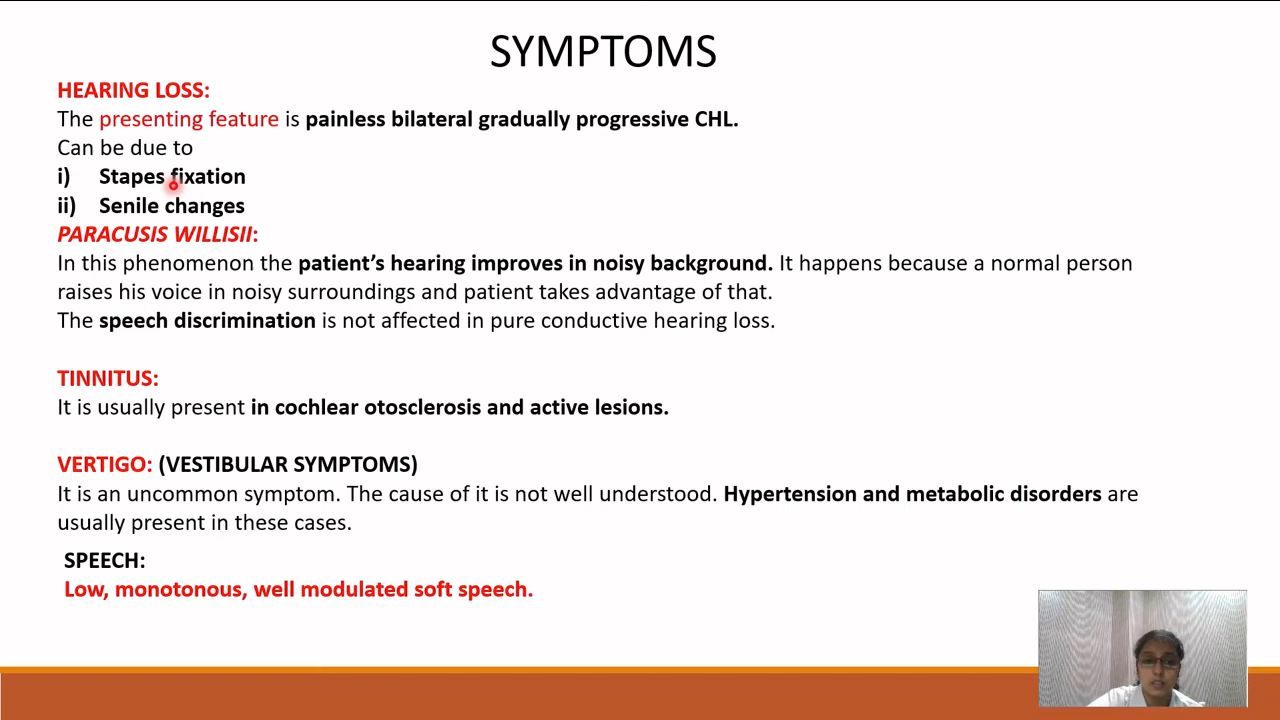 SYMPTOMS
HEARING LOSS:
The presenting feature is painless bilateral gradually progressive CHL.
Can be due to
i) Stapes fixation
ii) Senile changes
PARACUSIS WILLISII:
In this phenomenon the patient’s hearing improves in noisy background. It happens because a normal person
raises his voice in noisy surroundings and patient takes advantage of that.
The speech discrimination is not affected in pure conductive hearing loss.
TINNITUS:
It is usually present in cochlear otosclerosis and active lesions.
VERTIGO: (VESTIBULAR SYMPTOMS)
It is an uncommon symptom. The cause of it is not well understood. Hypertension and metabolic disorders are
usually present in these cases.
SPEECH:
Low, monotonous, well modulated soft speech.